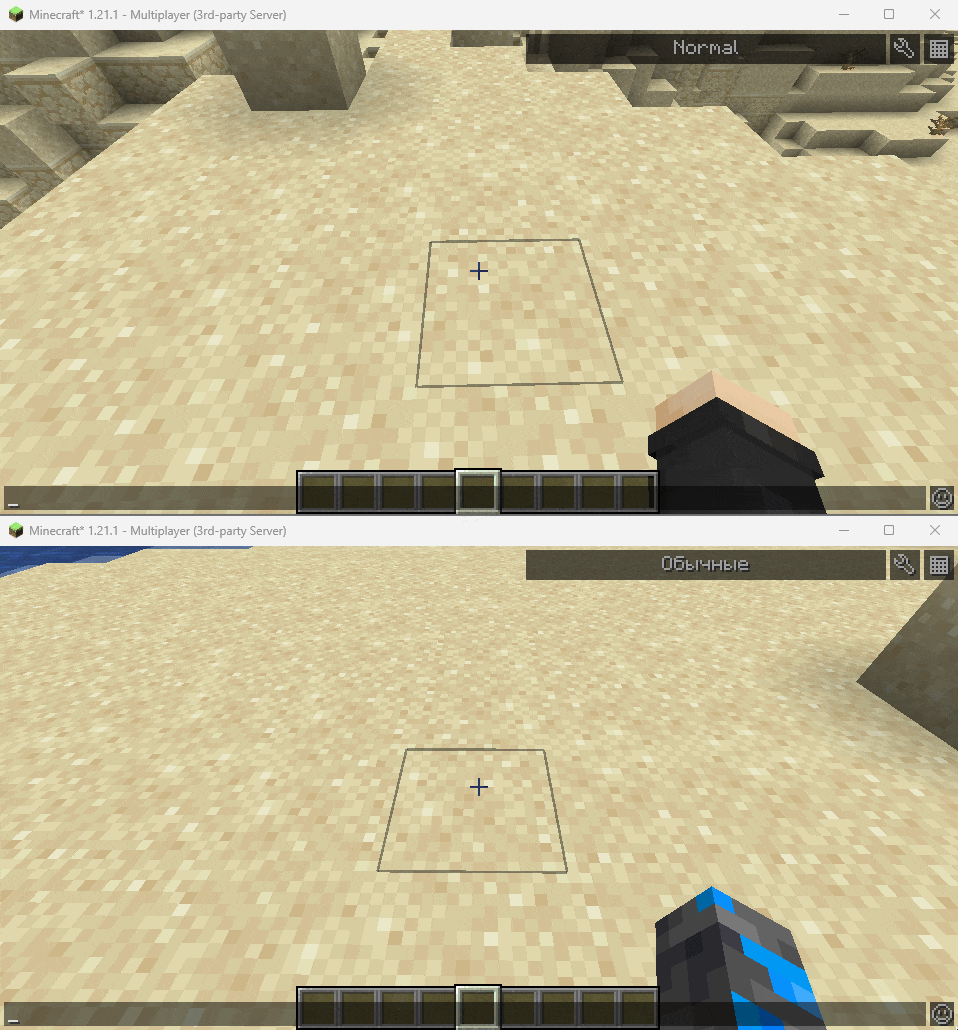 Minecraft* 1.21.1 - Multiplayer (3rd-party Server)
Normal
Minecraft* 1.21.1 - Multiplayer (3rd-party Server)
Обычные